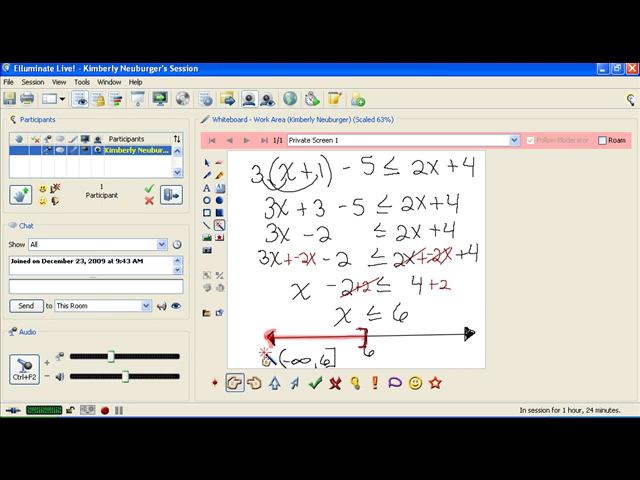 Elluminate Live! - Kimberly Neuburger's Session
File Session View Tools Window Help
Participants
Participants
Kimberly Neubur...
1
Participant
Chat
Show All
Joined on December 23, 2009 at 9:43 AM
Send to This Room
Audio
Ctrl+F2
Whiteboard - Work Area (Kimberly Neuburger) (Scaled 63%)
1/1 Private Screen 1 Follow Moderator Roam
3(x+1) - 5 ≤ 2x+4
3x + 3 - 5 ≤ 2x+4
3x - 2 ≤ 2x+4
3x+-2x - 2 ≤ 2x+-2x+4
x - 2+2 ≤ 4+2
x ≤ 6
6
(-∞, 6]
In session for 1 hour, 24 minutes.